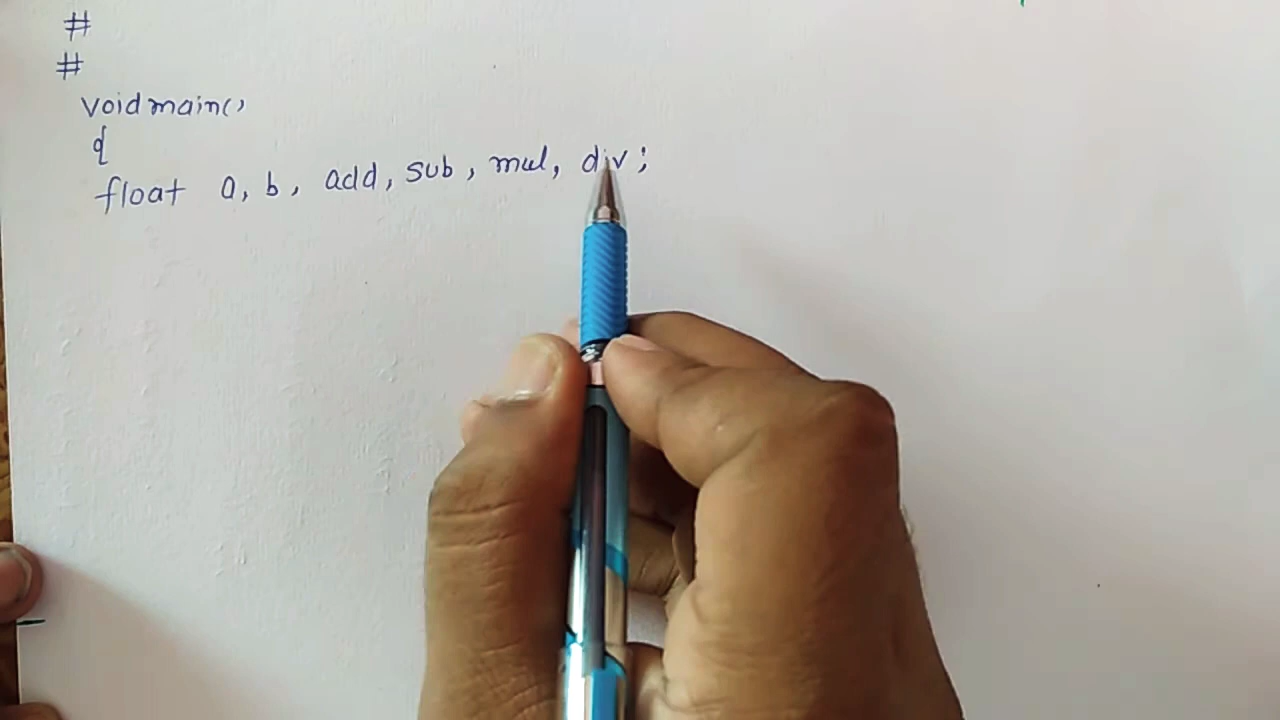 #
#
void main()
{
float a, b, add, sub, mul, div;